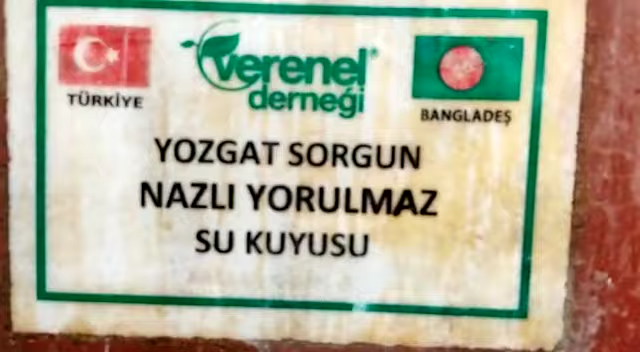 verenel®
derneği
TÜRKİYE
BANGLADEŞ
YOZGAT SORGUN
NAZLI YORULMAZ
SU KUYUSU